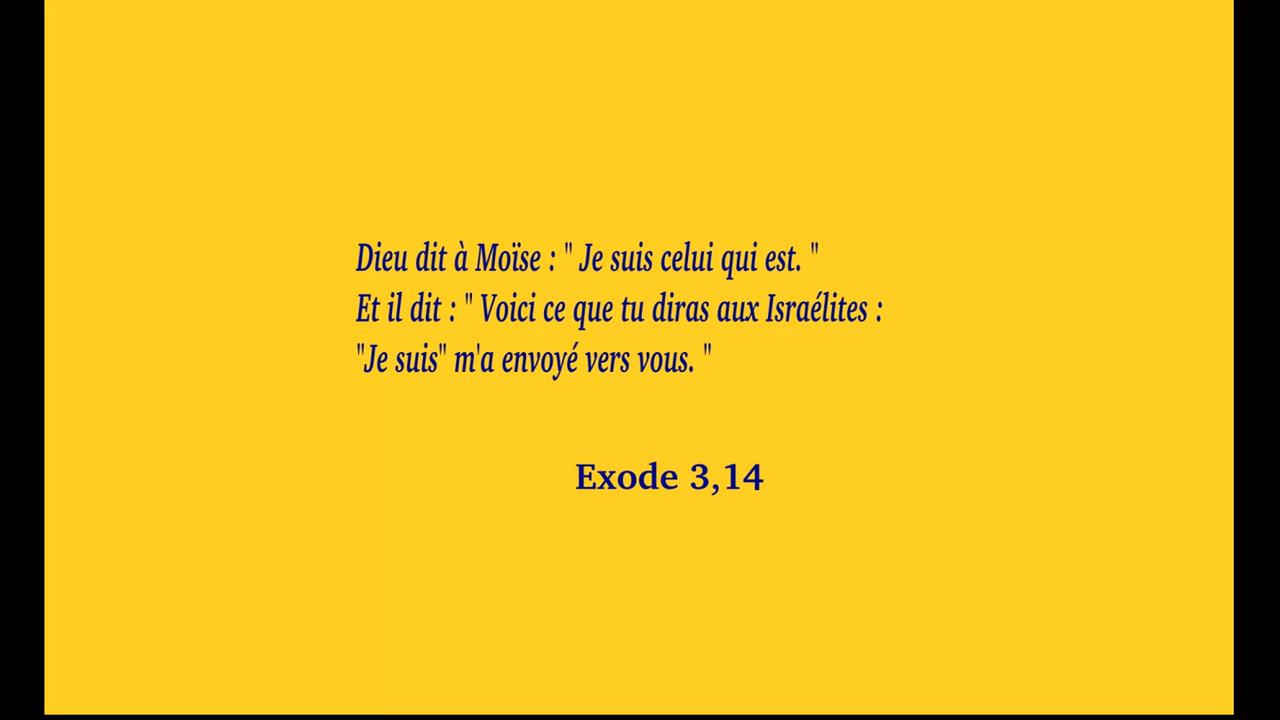 Dieu dit à Moïse : " Je suis celui qui est. "
Et il dit : " Voici ce que tu diras aux Israélites :
"Je suis" m'a envoyé vers vous. "
Exode 3,14